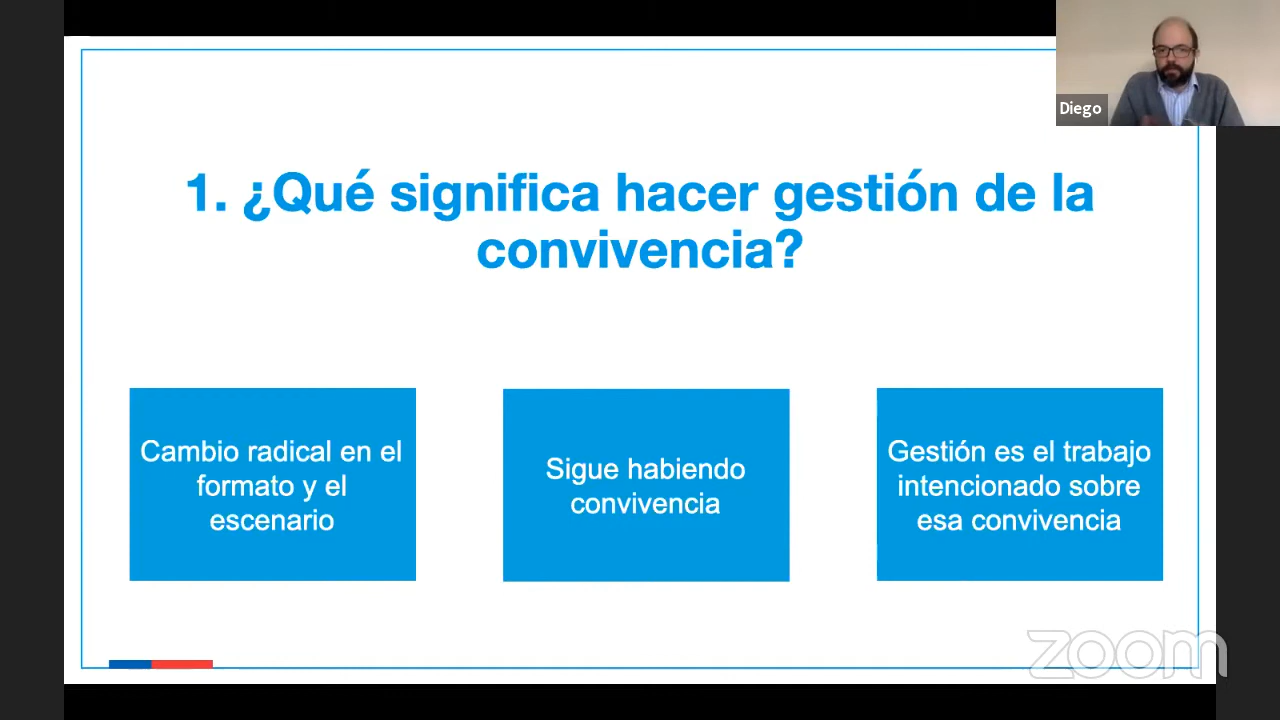 Diego
1. ¿Qué significa hacer gestión de la
convivencia?
Cambio radical en el
formato y el
escenario
Sigue habiendo
convivencia
Gestión es el trabajo
intencionado sobre
esa convivencia
zoom